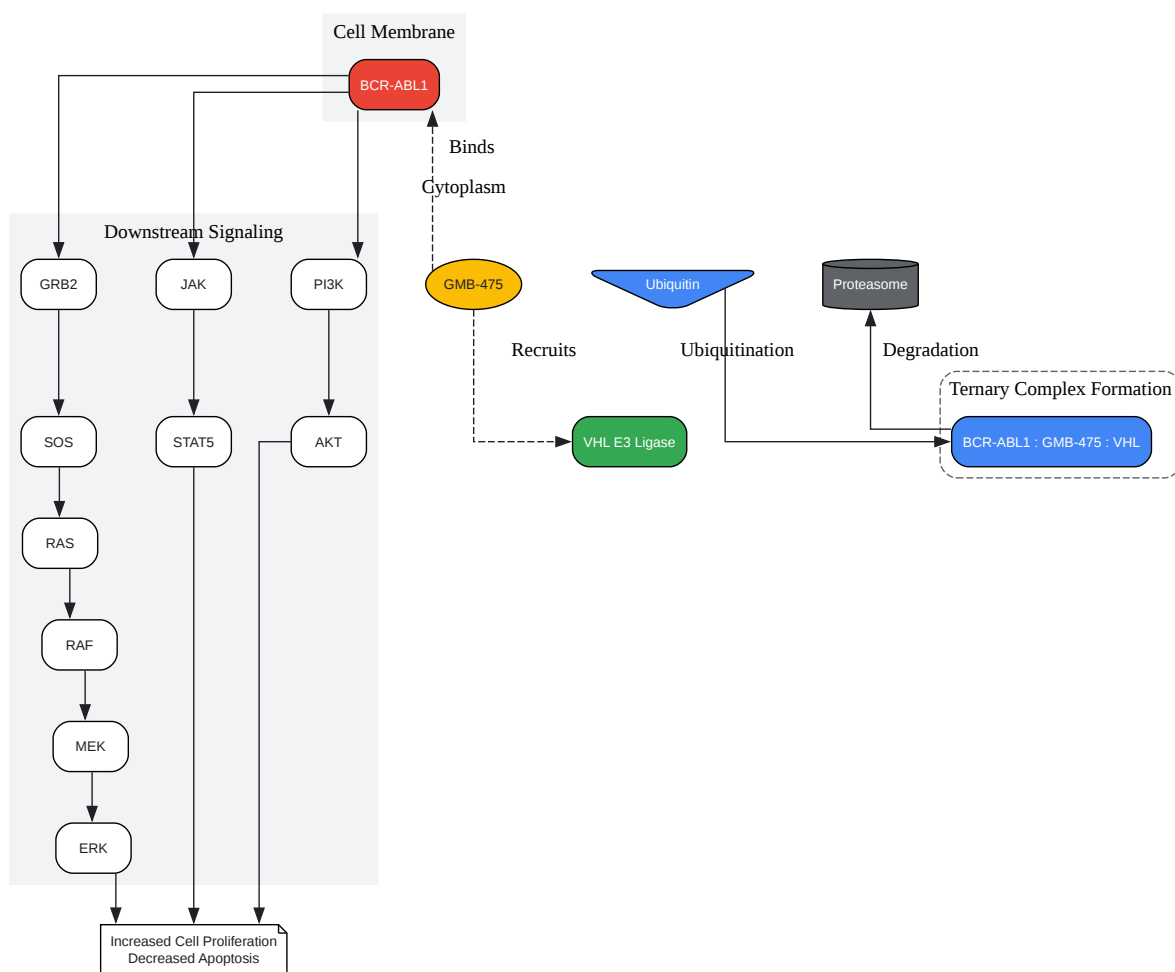 Cell Membrane
BCR-ABL1
Binds
Cytoplasm
Downstream Signaling
GRB2
JAK
PI3K
GMB-475
Ubiquitin
Proteasome
Recruits
Ubiquitination
Degradation
Ternary Complex Formation
SOS
STAT5
AKT
VHL E3 Ligase
BCR-ABL1 : GMB-475 : VHL
RAS
RAF
MEK
ERK
Increased Cell Proliferation
Decreased Apoptosis